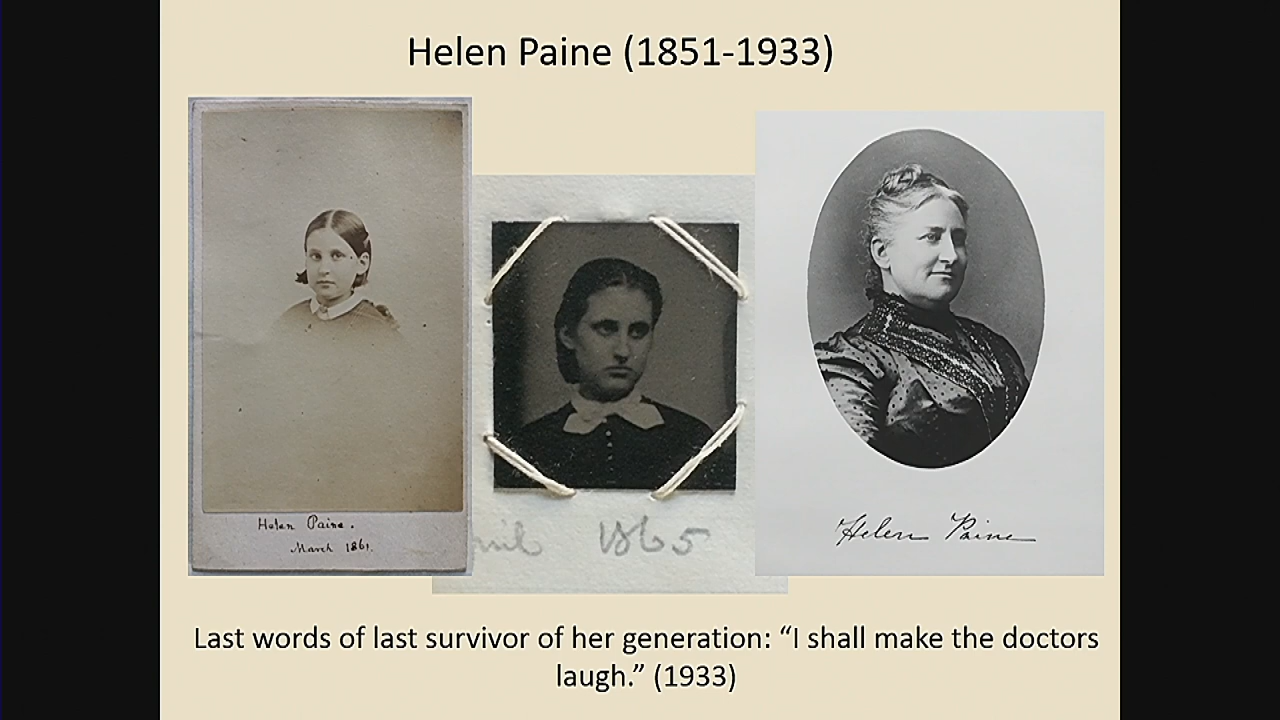 Helen Paine (1851-1933)
Helen Paine.
March 1861.
1865
Helen Paine
Last words of last survivor of her generation: “I shall make the doctors
laugh.” (1933)